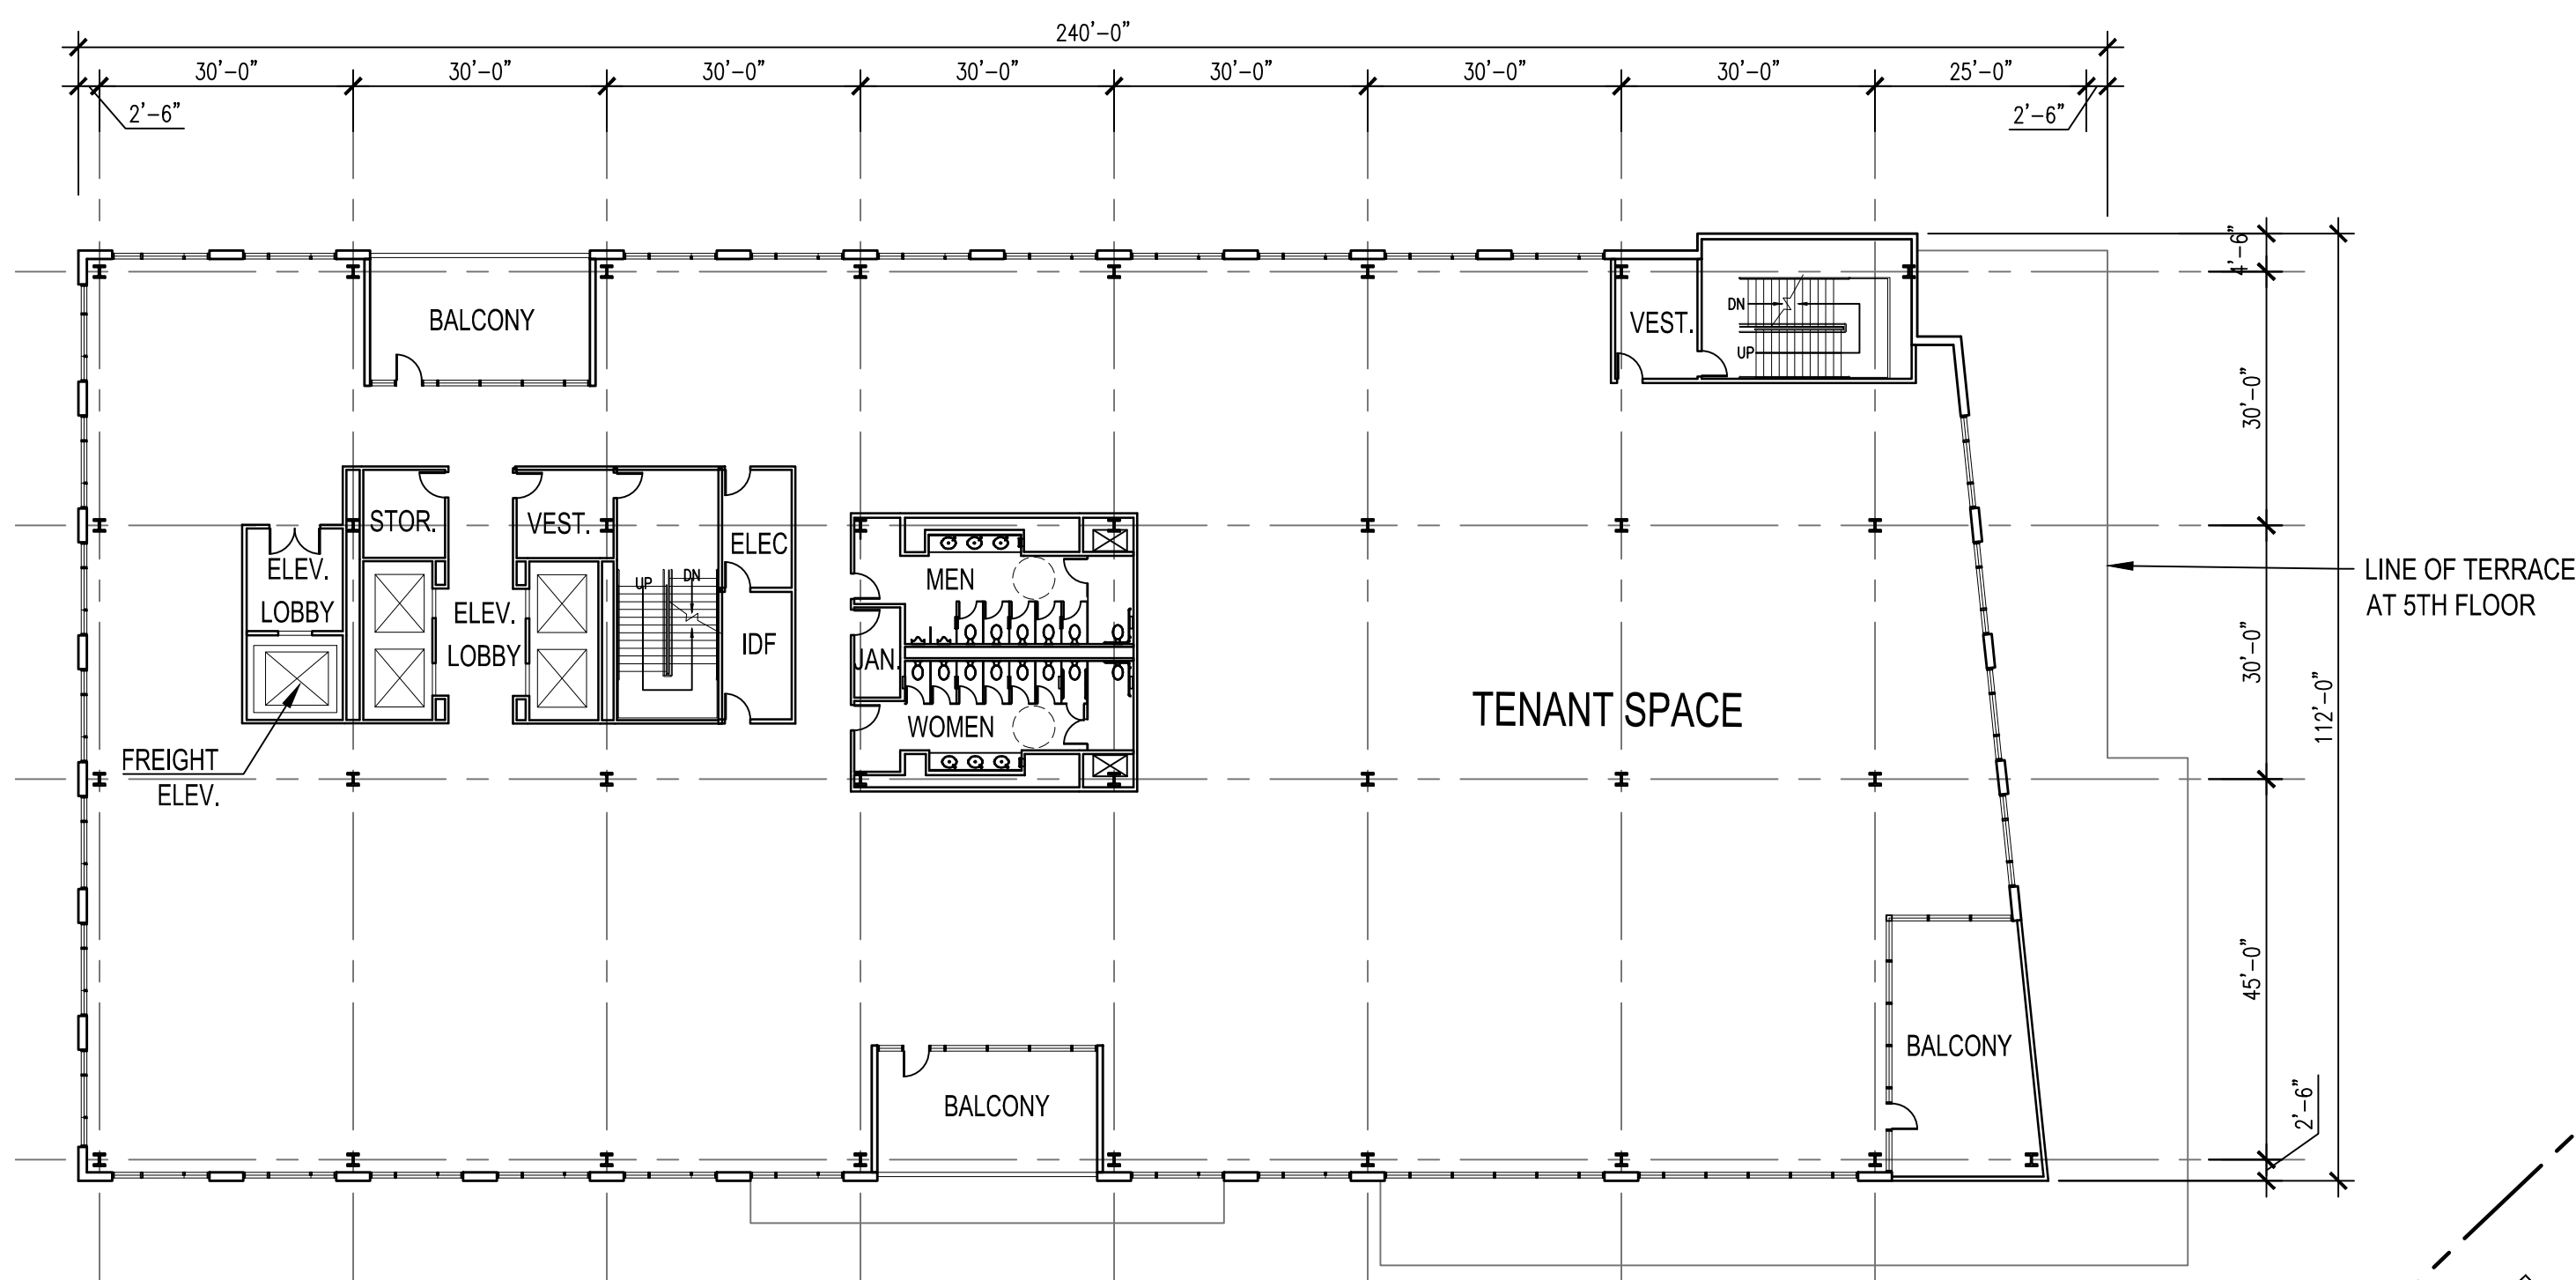 240'-0"
30'-0" 30'-0" 30'-0" 30'-0" 30'-0" 30'-0" 30'-0" 25'-0"
2'-6" 2'-6"
4'-6"
BALCONY
DN
VEST.
UP
30'-0"
STOR.
VEST.
ELEC
ELEV.
LOBBY
UP
DN
MEN
LINE OF TERRACE
AT 5TH FLOOR
ELEV.
LOBBY
IDF
JAN.
30'-0"
112'-0"
TENANT SPACE
WOMEN
FREIGHT
ELEV.
45'-0"
BALCONY
BALCONY
2'-6"